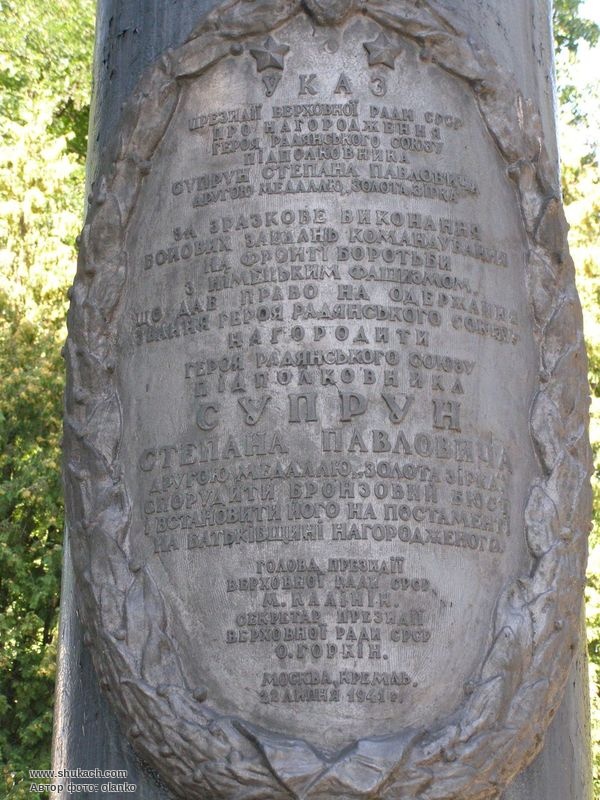 УКАЗ
ПРЕЗИДІЇ ВЕРХОВНОЇ РАДИ СРСР
ПРО НАГОРОДЖЕННЯ
ГЕРОЯ РАДЯНСЬКОГО СОЮЗУ
ПІДПОЛКОВНИКА
СУПРУН СТЕПАНА ПАВЛОВИЧА
ДРУГОЮ МЕДАЛЛЮ „ЗОЛОТА ЗІРКА"
ЗА ЗРАЗКОВЕ ВИКОНАННЯ
БОЙОВИХ ЗАВДАНЬ КОМАНДУВАННЯ
НА ФРОНТІ БОРОТЬБИ
З НІМЕЦЬКИМ ФАШИЗМОМ,
ЩО ДАЄ ПРАВО НА ОДЕРЖАННЯ
ЗВАННЯ ГЕРОЯ РАДЯНСЬКОГО СОЮЗУ
НАГОРОДИТИ
ГЕРОЯ РАДЯНСЬКОГО СОЮЗУ
ПІДПОЛКОВНИКА
СУПРУН
СТЕПАНА ПАВЛОВИЧА
ДРУГОЮ МЕДАЛЛЮ „ЗОЛОТА ЗІРКА"
СПОРУДИТИ БРОНЗОВИЙ БЮСТ
І ВСТАНОВИТИ ЙОГО НА ПОСТАМЕНТІ
НА БАТЬКІВЩИНІ НАГОРОДЖЕНОГО.
ГОЛОВА ПРЕЗИДІЇ
ВЕРХОВНОЇ РАДИ СРСР
М. КАЛІНІН.
СЕКРЕТАР ПРЕЗИДІЇ
ВЕРХОВНОЇ РАДИ СРСР
О. ГОРКІН.
МОСКВА, КРЕМЛЬ.
22 ЛИПНЯ 1941 р.
www.shukach.com
Автор фото: olanko